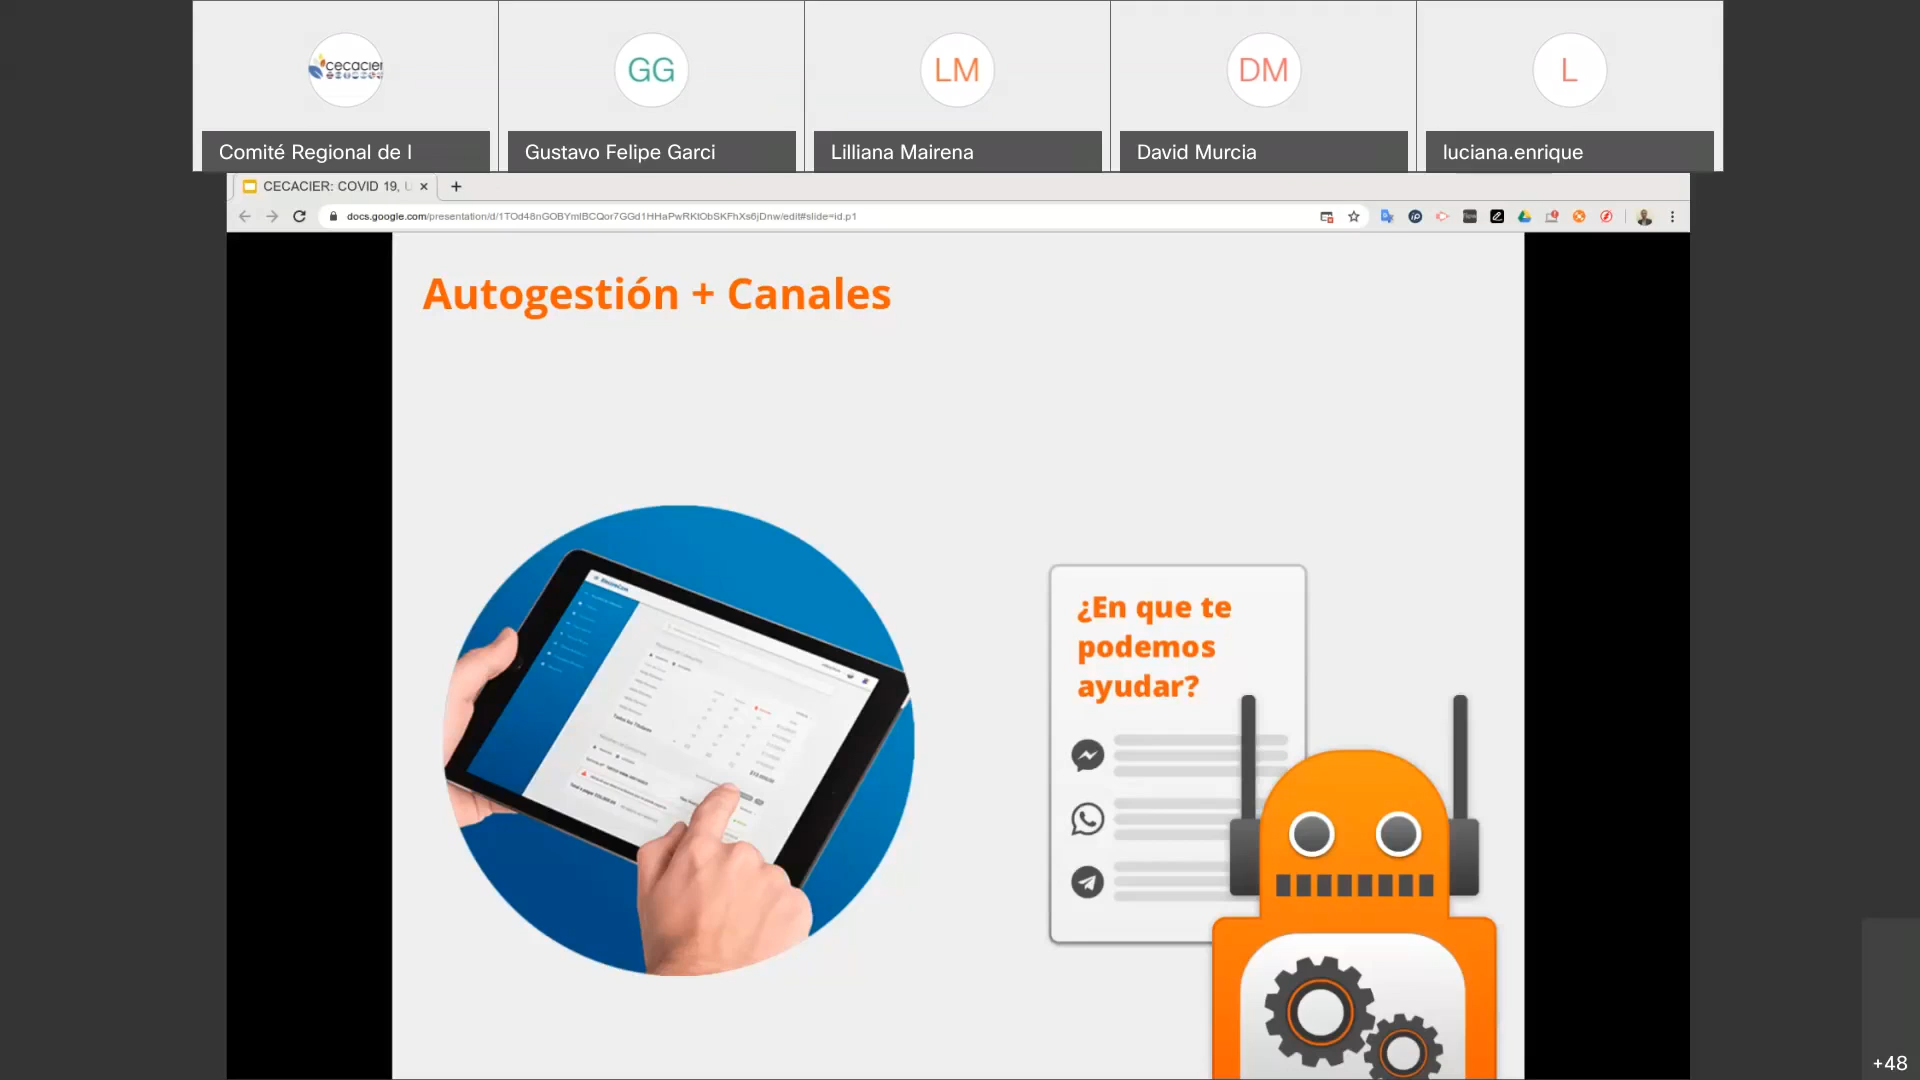 cecacier
GG
LM
DM
L
Comité Regional de I
Gustavo Felipe Garci
Lilliana Mairena
David Murcia
luciana.enrique
CECACIER: COVID 19, U
docs.google.com/presentation/d/1TOd48nGOBYmIBCQor7GGd1HHaPwRKtObSKFhXs6jDnw/edit#slide=id.p1
Autogestión + Canales
¿En que te
podemos
ayudar?
+48